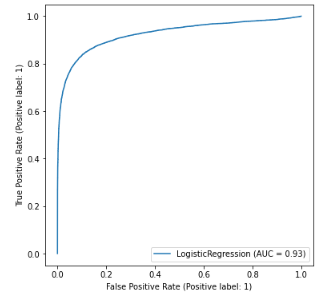 1.0
0.8
0.6
0.4
0.2
0.0
True Positive Rate (Positive label: 1)
LogisticRegression (AUC = 0.93)
0.0 0.2 0.4 0.6 0.8 1.0
False Positive Rate (Positive label: 1)